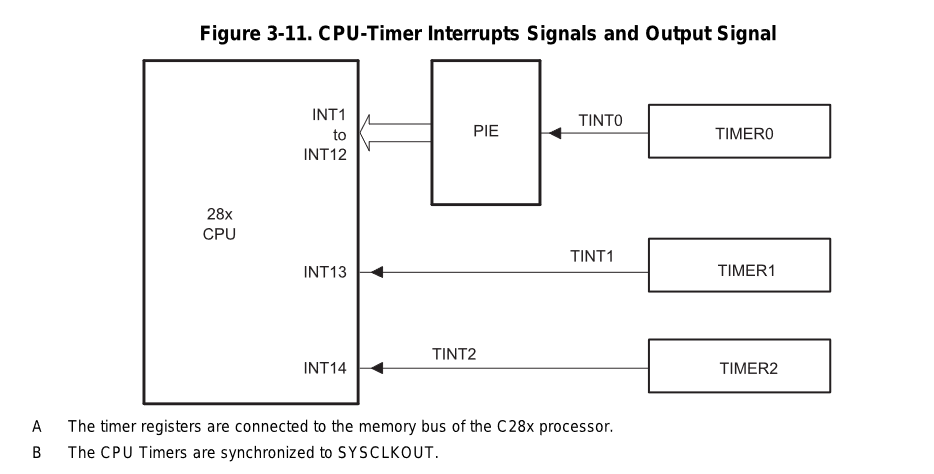 Figure 3-11. CPU-Timer Interrupts Signals and Output Signal
INT1
to
INT12
PIE
TINT0
TIMER0
28x
CPU
INT13
TINT1
TIMER1
INT14
TINT2
TIMER2
A The timer registers are connected to the memory bus of the C28x processor.
B The CPU Timers are synchronized to SYSCLKOUT.